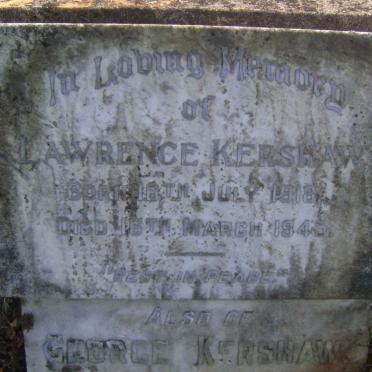 In Loving Memory
of
LAWRENCE KERSHAW
BORN 18TH JULY 1918
DIED 16TH MARCH 1945.
"REST IN PEACE."
ALSO OF
GEORGE KERSHAW